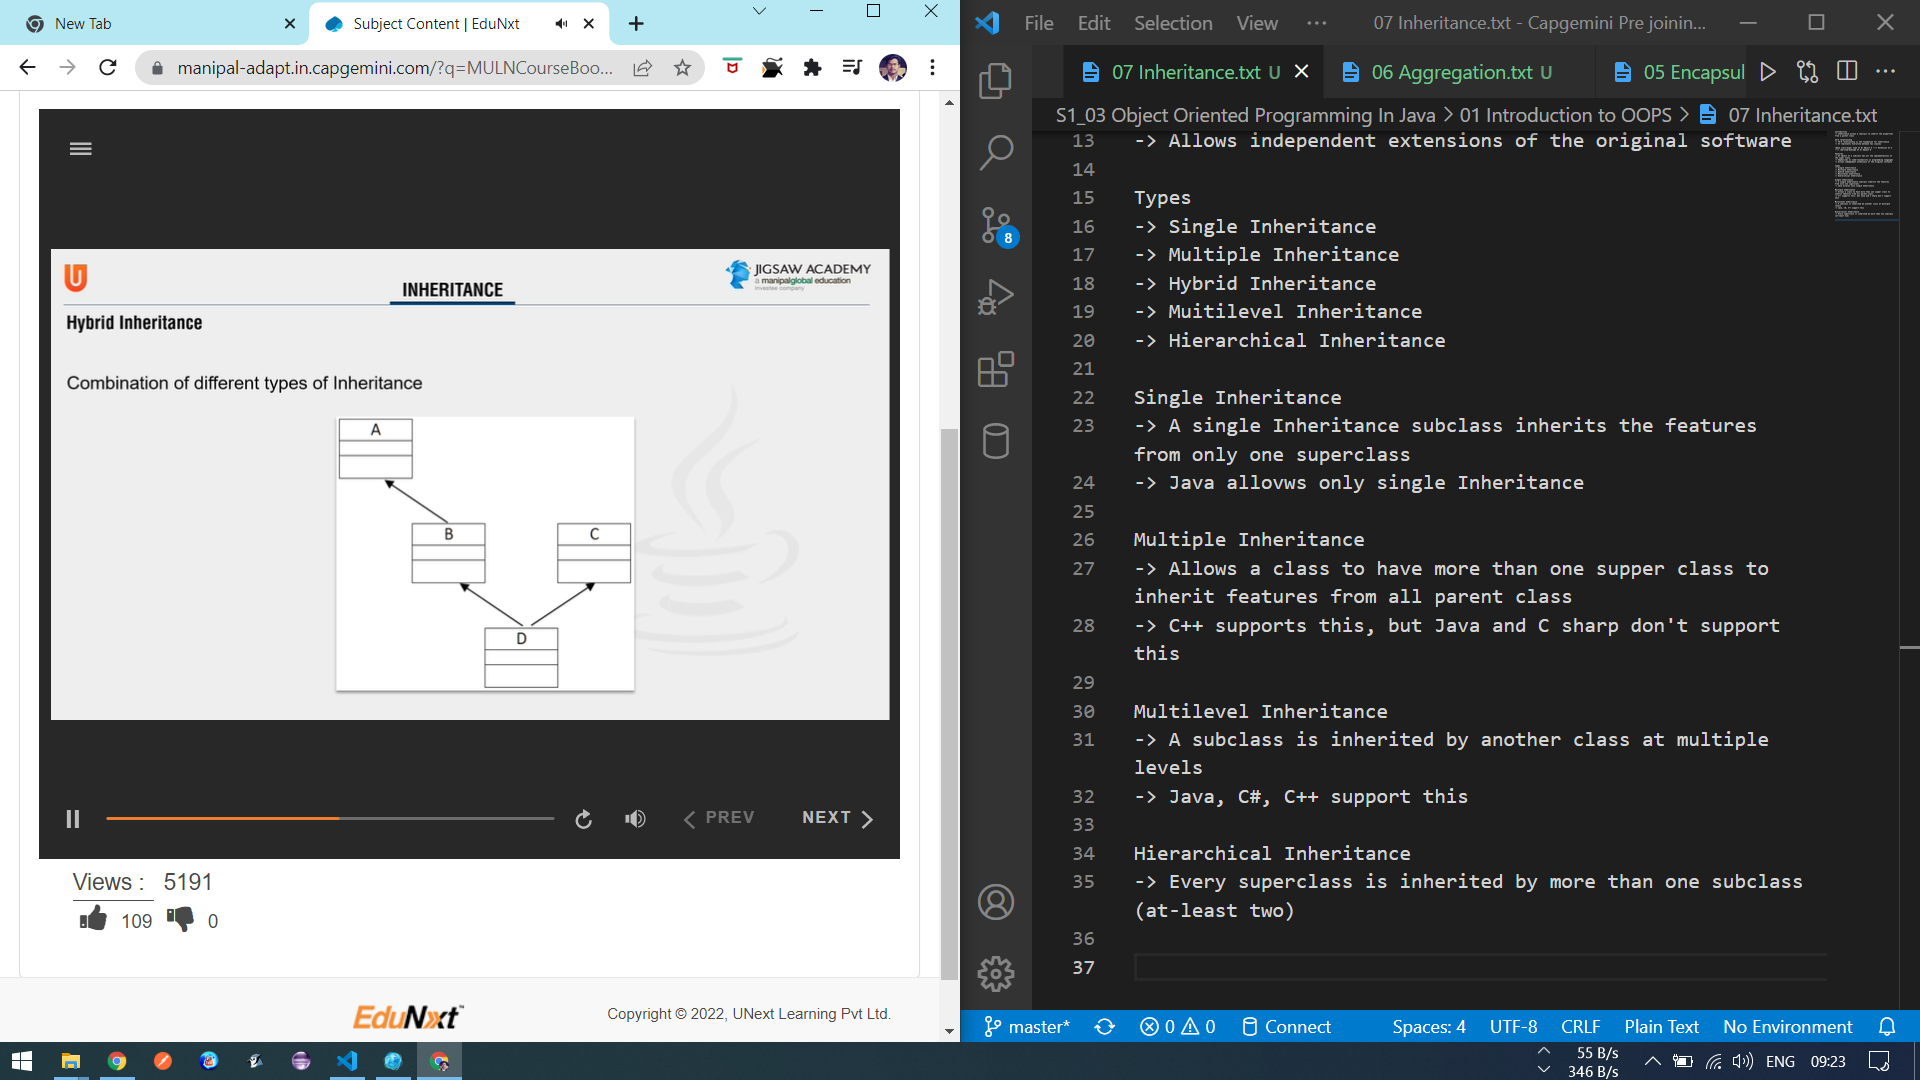 New Tab
Subject Content | EduNxt
manipal-adapt.in.capgemini.com/?q=MULNCourseBoo...
U
INHERITANCE
JIGSAW ACADEMY
a manipalglobal education
investee company
Hybrid Inheritance
Combination of different types of Inheritance
A
B
C
D
PREV
NEXT
Views : 5191
109
0
EduNxt™
Copyright © 2022, UNext Learning Pvt Ltd.
File Edit Selection View ··· 07 Inheritance.txt - Capgemini Pre joinin...
07 Inheritance.txt U
06 Aggregation.txt U
05 Encapsul
S1_03 Object Oriented Programming In Java > 01 Introduction to OOPS > 07 Inheritance.txt
13 -> Allows independent extensions of the original software
14
15 Types
16 -> Single Inheritance
17 -> Multiple Inheritance
18 -> Hybrid Inheritance
19 -> Muitilevel Inheritance
20 -> Hierarchical Inheritance
21
22 Single Inheritance
23 -> A single Inheritance subclass inherits the features
from only one superclass
24 -> Java allovws only single Inheritance
25
26 Multiple Inheritance
27 -> Allows a class to have more than one supper class to
inherit features from all parent class
28 -> C++ supports this, but Java and C sharp don't support
this
29
30 Multilevel Inheritance
31 -> A subclass is inherited by another class at multiple
levels
32 -> Java, C#, C++ support this
33
34 Hierarchical Inheritance
35 -> Every superclass is inherited by more than one subclass
(at-least two)
36
37
8
master* 0 0 Connect Spaces: 4 UTF-8 CRLF Plain Text No Environment
55 B/s
346 B/s
ENG 09:23